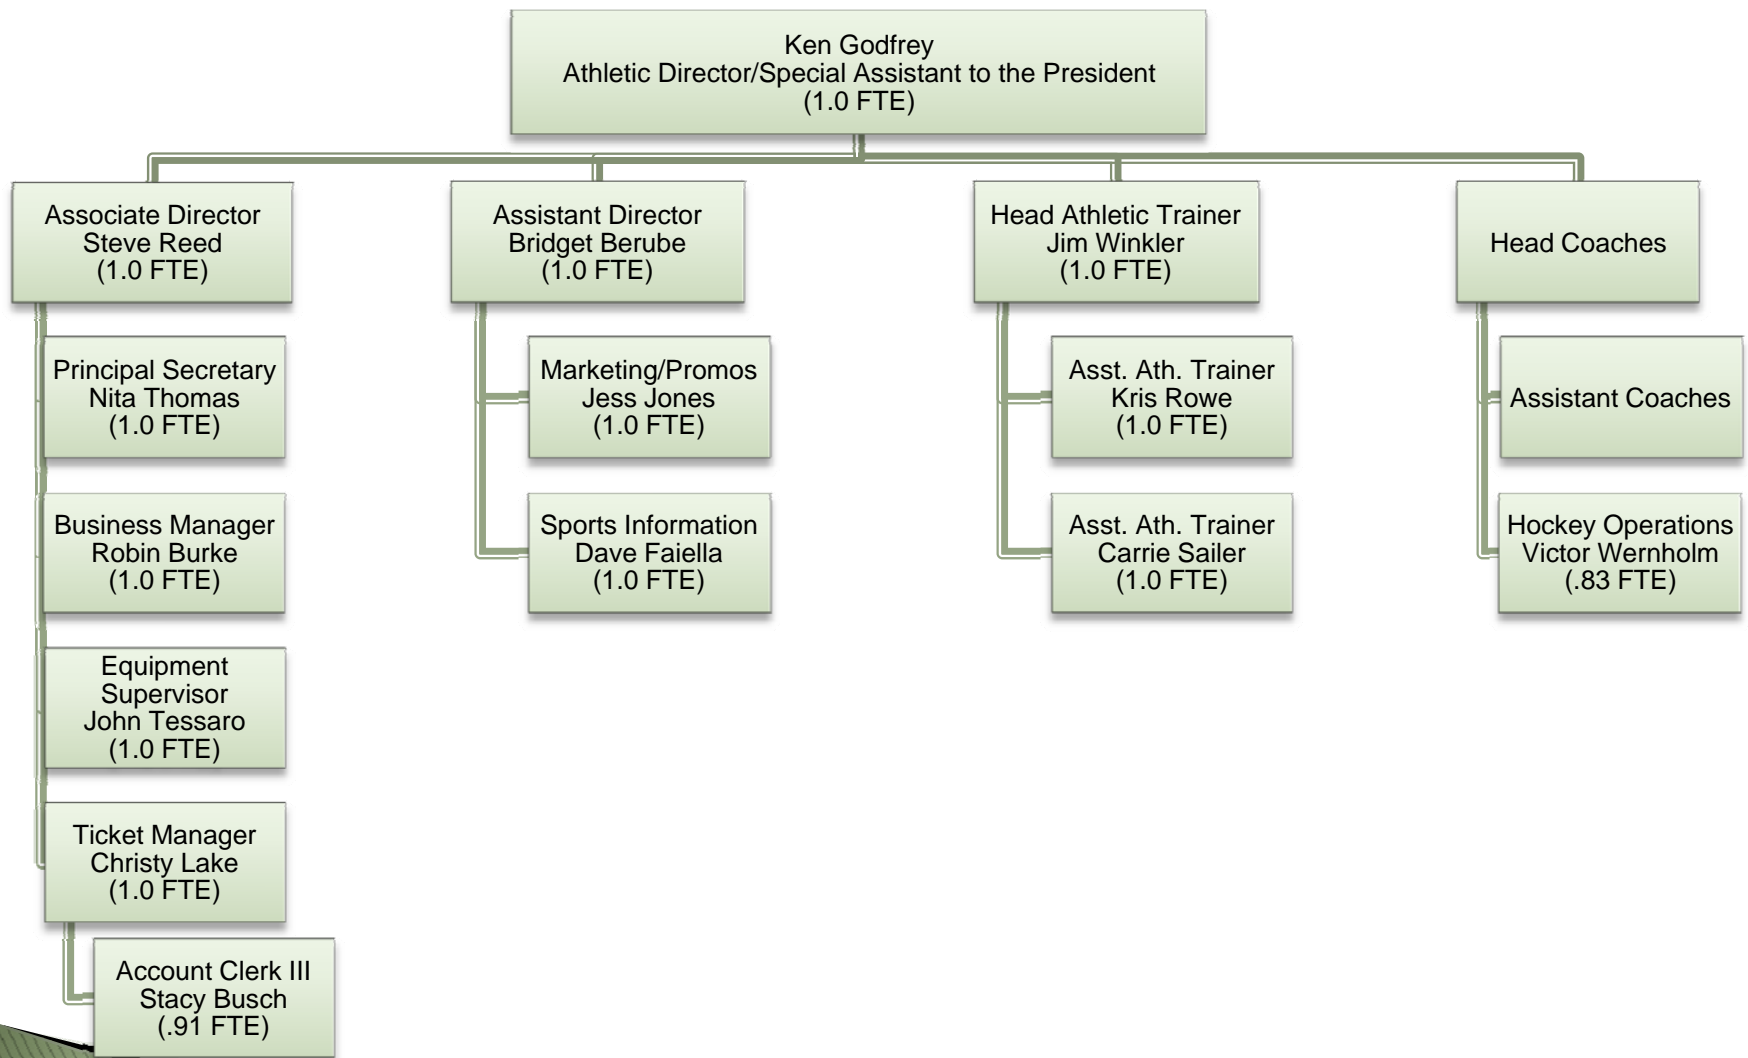 Ken Godfrey
Athletic Director/Special Assistant to the President
(1.0 FTE)
Associate Director
Steve Reed
(1.0 FTE)
Assistant Director
Bridget Berube
(1.0 FTE)
Head Athletic Trainer
Jim Winkler
(1.0 FTE)
Head Coaches
Principal Secretary
Nita Thomas
(1.0 FTE)
Marketing/Promos
Jess Jones
(1.0 FTE)
Asst. Ath. Trainer
Kris Rowe
(1.0 FTE)
Assistant Coaches
Business Manager
Robin Burke
(1.0 FTE)
Sports Information
Dave Faiella
(1.0 FTE)
Asst. Ath. Trainer
Carrie Sailer
(1.0 FTE)
Hockey Operations
Victor Wernholm
(.83 FTE)
Equipment
Supervisor
John Tessaro
(1.0 FTE)
Ticket Manager
Christy Lake
(1.0 FTE)
Account Clerk III
Stacy Busch
(.91 FTE)